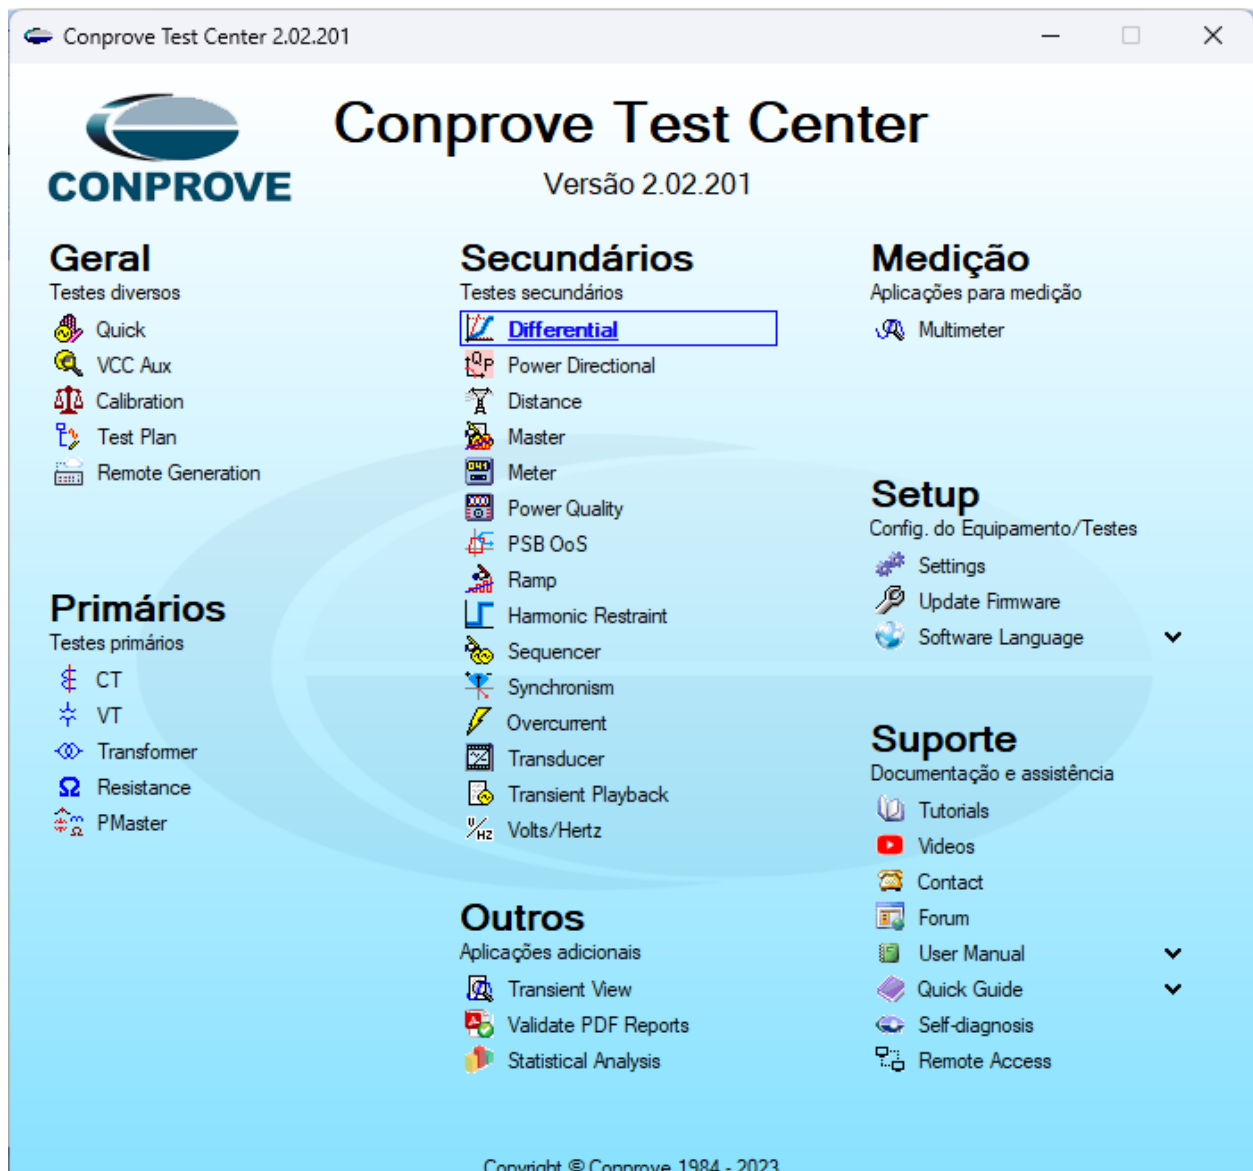 Conprove Test Center 2.02.201
CONPROVE
Conprove Test Center
Versão 2.02.201
Geral
Testes diversos
Quick
VCC Aux
Calibration
Test Plan
Remote Generation
Primários
Testes primários
CT
VT
Transformer
Resistance
PMaster
Secundários
Testes secundários
Differential
Power Directional
Distance
Master
Meter
Power Quality
PSB OoS
Ramp
Harmonic Restraint
Sequencer
Synchronism
Overcurrent
Transducer
Transient Playback
Volts/Hertz
Outros
Aplicações adicionais
Transient View
Validate PDF Reports
Statistical Analysis
Medição
Aplicações para medição
Multimeter
Setup
Config. do Equipamento/Testes
Settings
Update Firmware
Software Language
Suporte
Documentação e assistência
Tutorials
Videos
Contact
Forum
User Manual
Quick Guide
Self-diagnosis
Remote Access
Copyright © Conprove 1984 - 2023